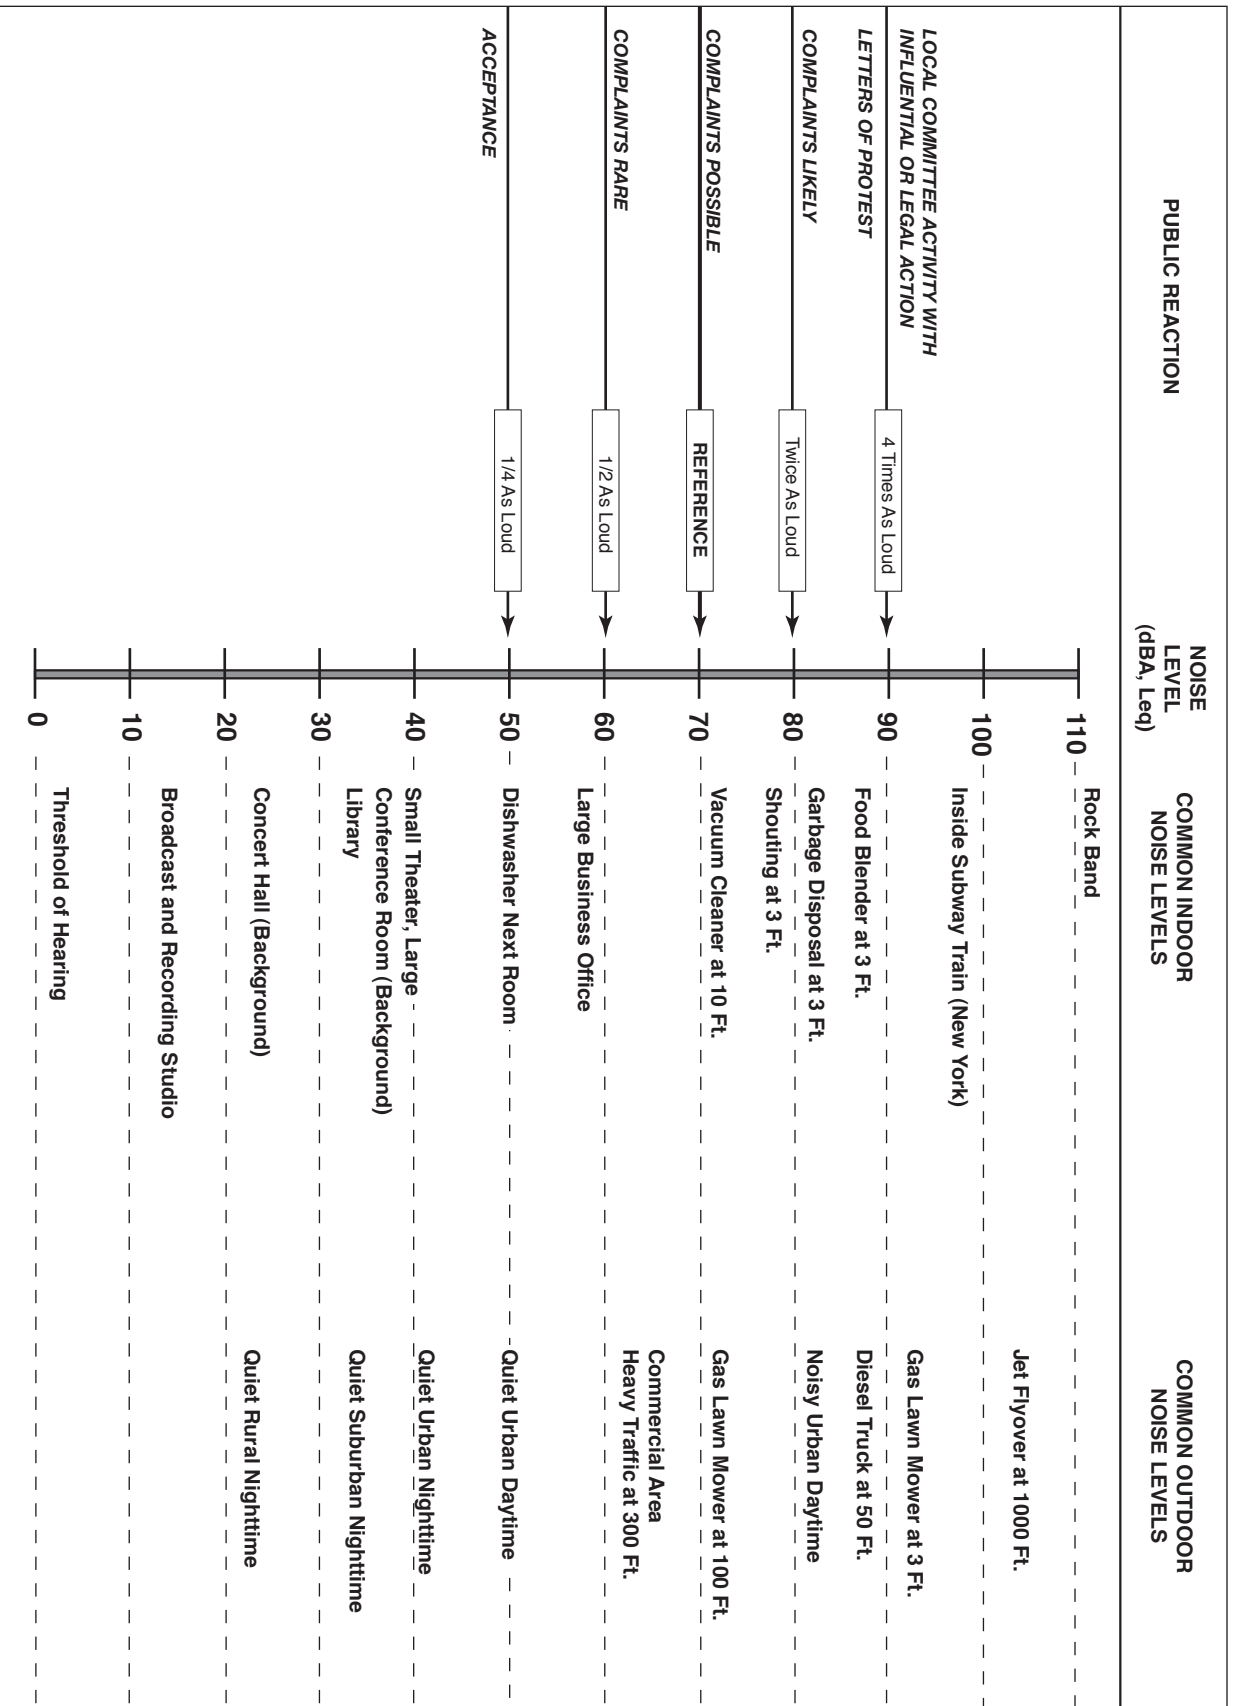 PUBLIC REACTION
NOISE
LEVEL
(dBA, Leq)
COMMON INDOOR
NOISE LEVELS
COMMON OUTDOOR
NOISE LEVELS
LOCAL COMMITTEE ACTIVITY WITH
INFLUENTIAL OR LEGAL ACTION
LETTERS OF PROTEST
COMPLAINTS LIKELY
COMPLAINTS POSSIBLE
COMPLAINTS RARE
ACCEPTANCE
4 Times As Loud
Twice As Loud
REFERENCE
1/2 As Loud
1/4 As Loud
110
100
90
80
70
60
50
40
30
20
10
0
Rock Band
Inside Subway Train (New York)
Food Blender at 3 Ft.
Garbage Disposal at 3 Ft.
Shouting at 3 Ft.
Vacuum Cleaner at 10 Ft.
Large Business Office
Dishwasher Next Room
Small Theater, Large
Conference Room (Background)
Library
Concert Hall (Background)
Broadcast and Recording Studio
Threshold of Hearing
Jet Flyover at 1000 Ft.
Gas Lawn Mower at 3 Ft.
Diesel Truck at 50 Ft.
Noisy Urban Daytime
Gas Lawn Mower at 100 Ft.
Commercial Area
Heavy Traffic at 300 Ft.
Quiet Urban Daytime
Quiet Urban Nighttime
Quiet Suburban Nighttime
Quiet Rural Nighttime